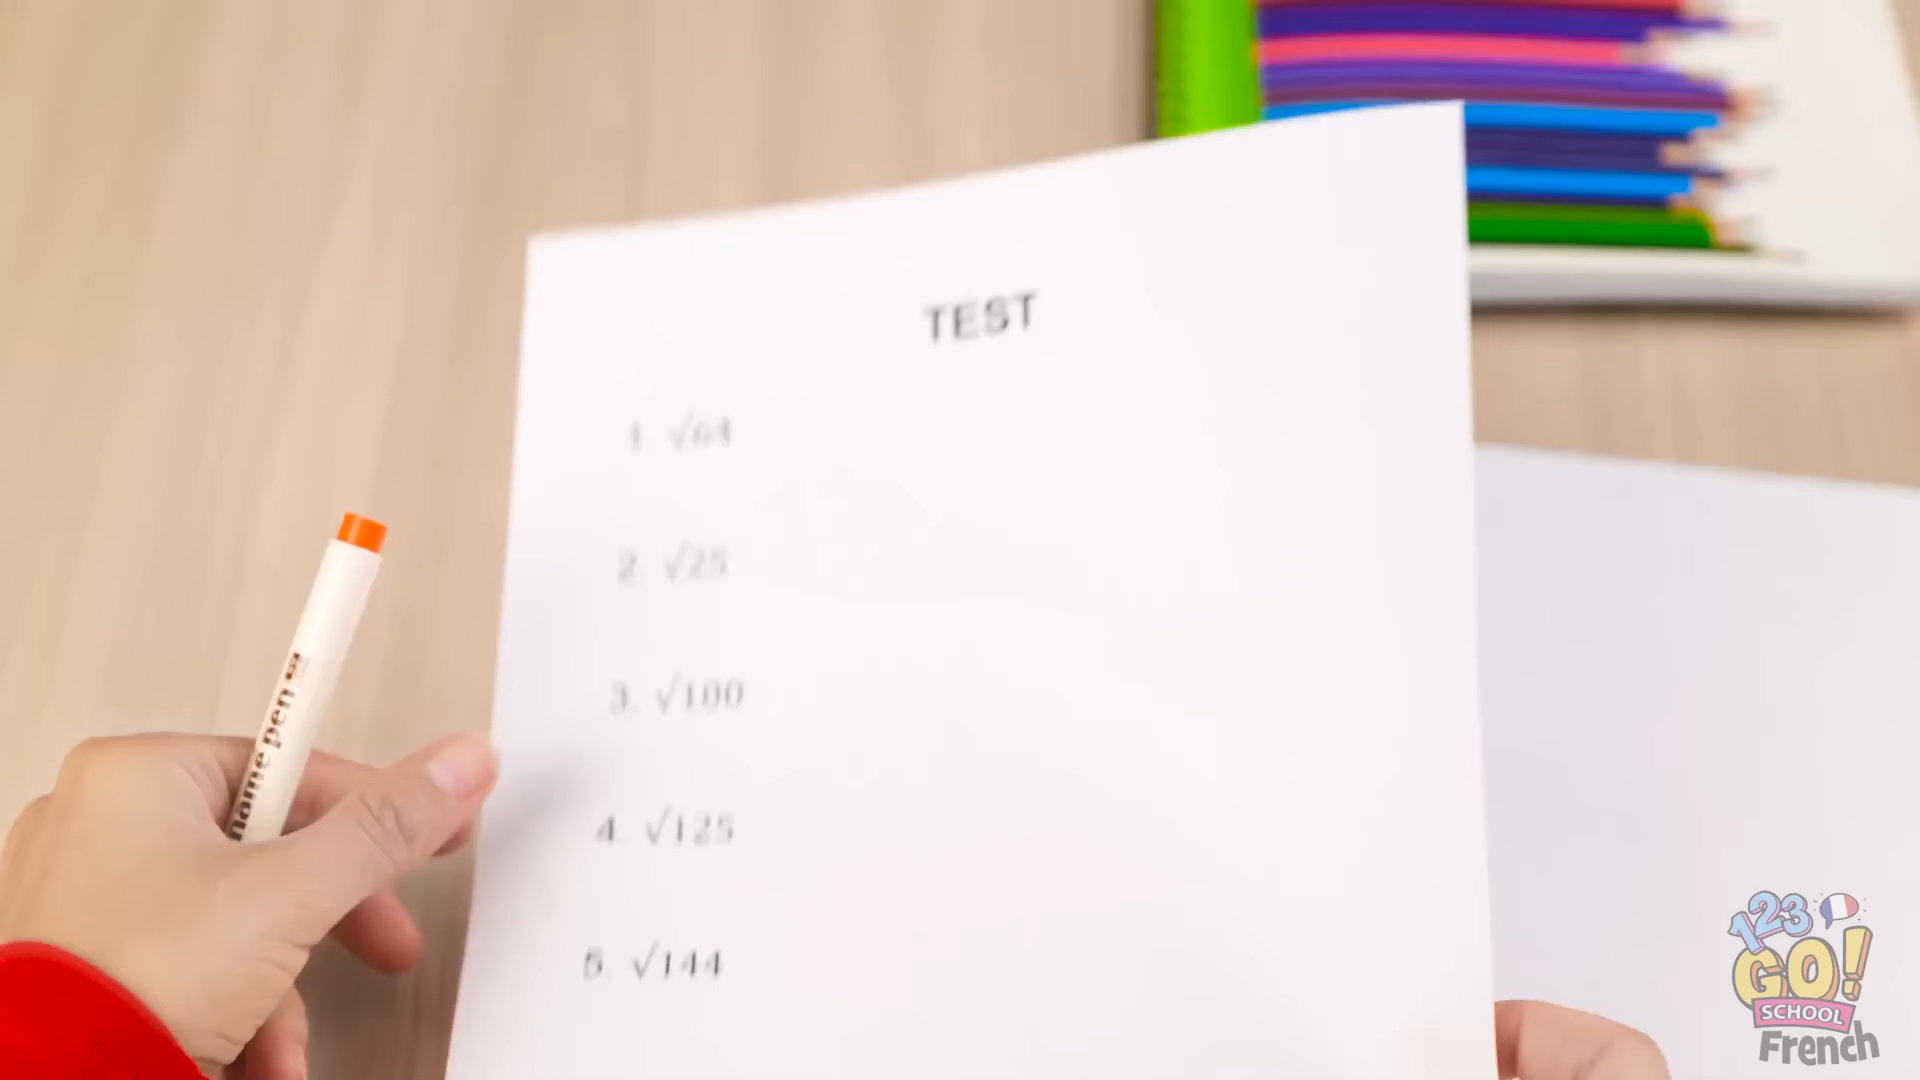 TEST
1. √64
2. √25
3. √100
4. √125
5. √144
name pen
123
GO!
SCHOOL
French